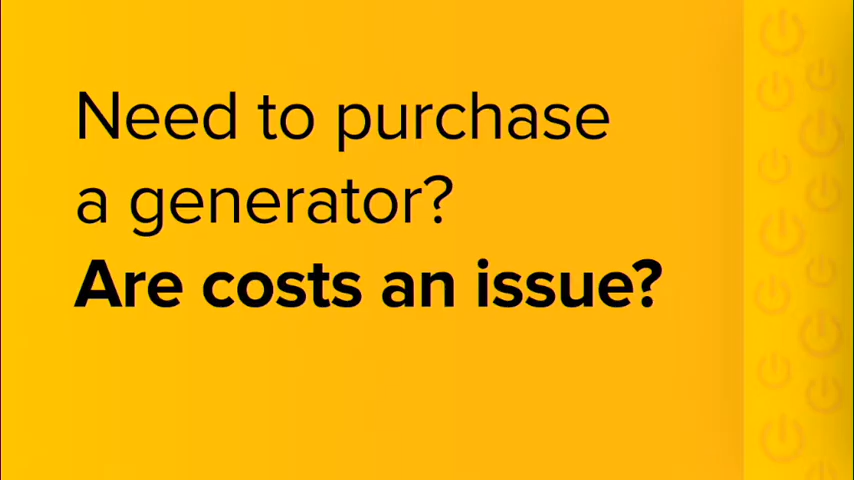 Need to purchase
a generator?
Are costs an issue?